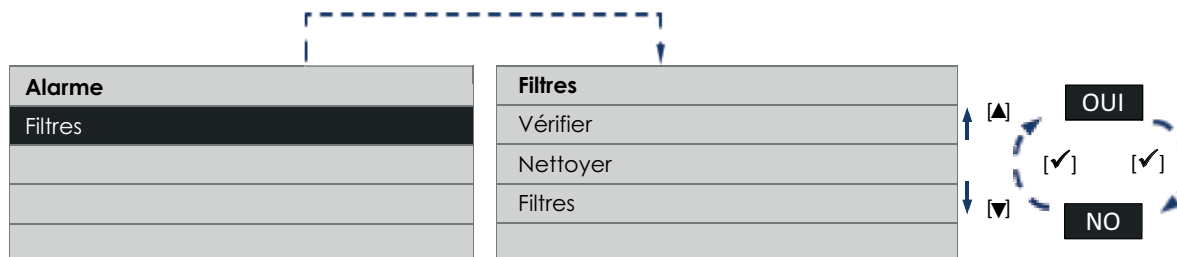 Alarme
Filtres
Filtres
Vérifier
Nettoyer
Filtres
[▲]
[▼]
OUI
[✓] [✓]
NO